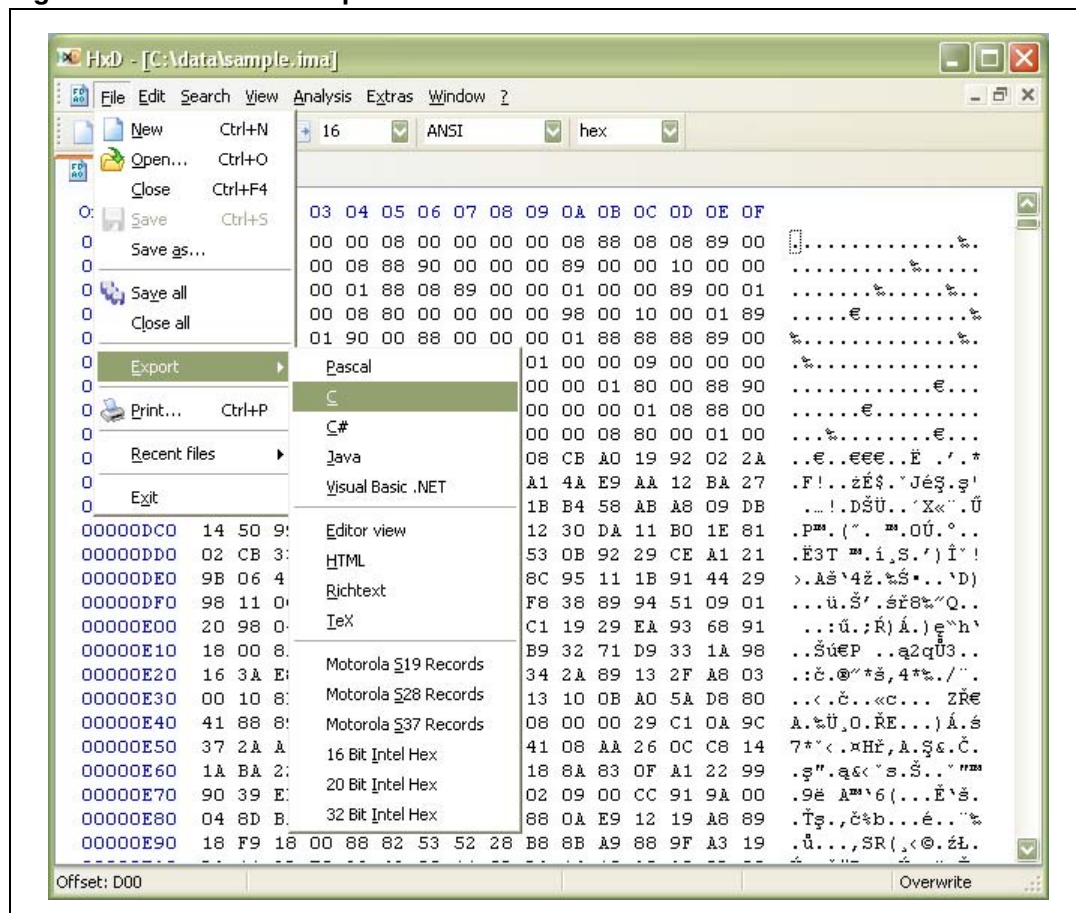 HxD - [C:\data\sample.ima]
File Edit Search View Analysis Extras Window ?
16 ANSI hex
New Ctrl+N
Open... Ctrl+O
Close Ctrl+F4
Save Ctrl+S
Save as...
Save all
Close all
Export
Print... Ctrl+P
Recent files
Exit
Pascal
C
C#
Java
Visual Basic .NET
Editor view
HTML
Richtext
TeX
Motorola S19 Records
Motorola S28 Records
Motorola S37 Records
16 Bit Intel Hex
20 Bit Intel Hex
32 Bit Intel Hex
03 04 05 06 07 08 09 0A 0B 0C 0D 0E 0F
00 00 08 00 00 00 00 08 88 08 08 89 00
00 08 88 90 00 00 00 89 00 00 10 00 00
00 01 88 08 89 00 00 01 00 00 89 00 01
00 08 80 00 00 00 00 98 00 10 00 01 89
01 90 00 88 00 00 00 01 88 88 88 89 00
01 00 00 09 00 00 00
00 00 01 80 00 88 90
00 00 00 01 08 88 00
00 00 08 80 00 01 00
08 CB A0 19 92 02 2A
A1 4A E9 AA 12 BA 27
1B B4 58 AB A8 09 DB
00000DC0 14 50 12 30 DA 11 B0 1E 81
00000DD0 02 CB 53 0B 92 29 CE A1 21
00000DE0 9B 06 8C 95 11 1B 91 44 29
00000DF0 98 11 F8 38 89 94 51 09 01
00000E00 20 98 C1 19 29 EA 93 68 91
00000E10 18 00 B9 32 71 D9 33 1A 98
00000E20 16 3A 34 2A 89 13 2F A8 03
00000E30 00 10 13 10 0B A0 5A D8 80
00000E40 41 88 08 00 00 29 C1 0A 9C
00000E50 37 2A 41 08 AA 26 0C C8 14
00000E60 1A BA 18 8A 83 0F A1 22 99
00000E70 90 39 02 09 00 CC 91 9A 00
00000E80 04 8D 88 0A E9 12 19 A8 89
00000E90 18 F9 18 00 88 82 53 52 28 B8 8B A9 88 9F A3 19
Offset: D00 Overwrite